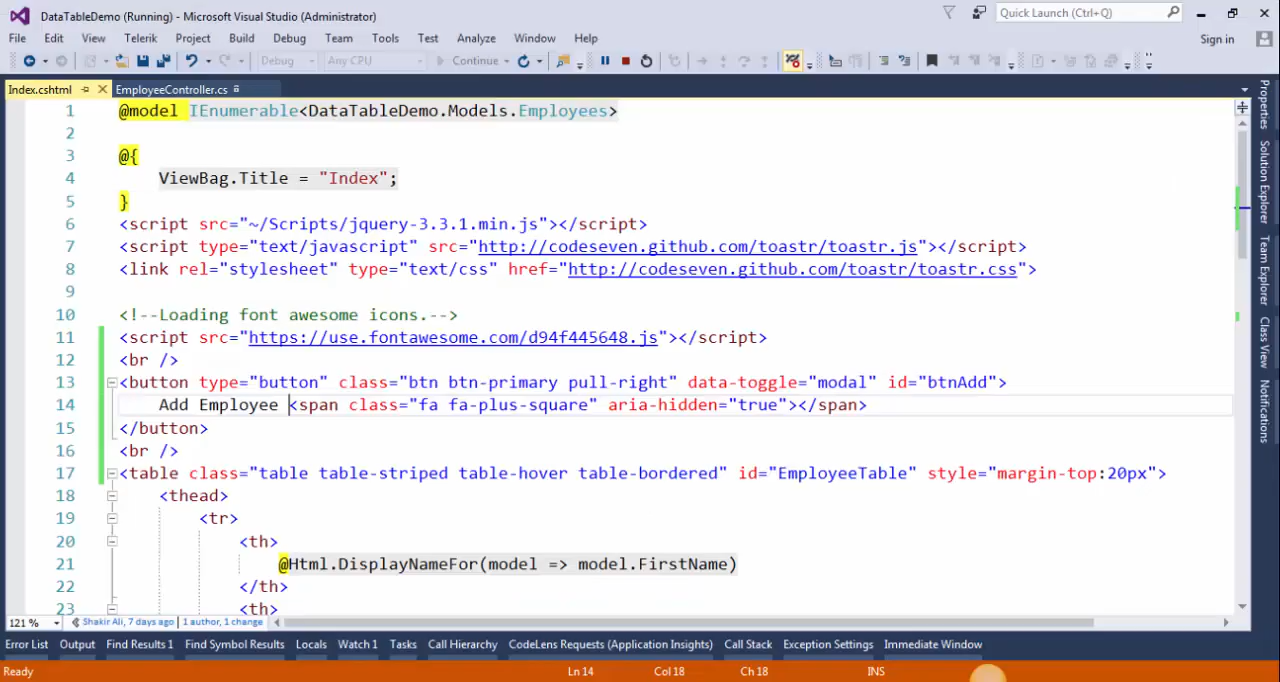 DataTableDemo (Running) - Microsoft Visual Studio (Administrator)
Quick Launch (Ctrl+Q)
File Edit View Telerik Project Build Debug Team Tools Test Analyze Window Help
Sign in
Debug Any CPU Continue
Index.cshtml EmployeeController.cs
1 @model IEnumerable<DataTableDemo.Models.Employees>
2
3 @{
4 ViewBag.Title = "Index";
5 }
6 <script src="~/Scripts/jquery-3.3.1.min.js"></script>
7 <script type="text/javascript" src="http://codeseven.github.com/toastr/toastr.js"></script>
8 <link rel="stylesheet" type="text/css" href="http://codeseven.github.com/toastr/toastr.css">
9
10 <!--Loading font awesome icons.-->
11 <script src="https://use.fontawesome.com/d94f445648.js"></script>
12 <br />
13 <button type="button" class="btn btn-primary pull-right" data-toggle="modal" id="btnAdd">
14 Add Employee <span class="fa fa-plus-square" aria-hidden="true"></span>
15 </button>
16 <br />
17 <table class="table table-striped table-hover table-bordered" id="EmployeeTable" style="margin-top:20px">
18 <thead>
19 <tr>
20 <th>
21 @Html.DisplayNameFor(model => model.FirstName)
22 </th>
23 <th>
Properties
Solution Explorer
Team Explorer
Class View
Notifications
121 % Shakir Ali, 7 days ago 1 author, 1 change
Error List Output Find Results 1 Find Symbol Results Locals Watch 1 Tasks Call Hierarchy CodeLens Requests (Application Insights) Call Stack Exception Settings Immediate Window
Ready Ln 14 Col 18 Ch 18 INS